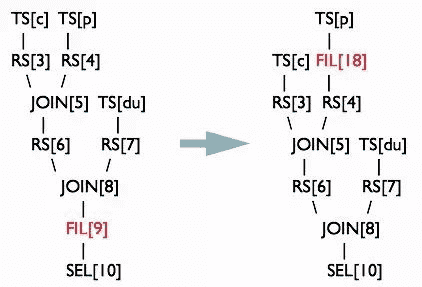 TS[c] TS[p]
RS[3] RS[4]
JOIN[5] TS[du]
RS[6] RS[7]
JOIN[8]
FIL[9]
SEL[10]
TS[p]
TS[c] FIL[18]
RS[3] RS[4]
JOIN[5] TS[du]
RS[6] RS[7]
JOIN[8]
SEL[10]